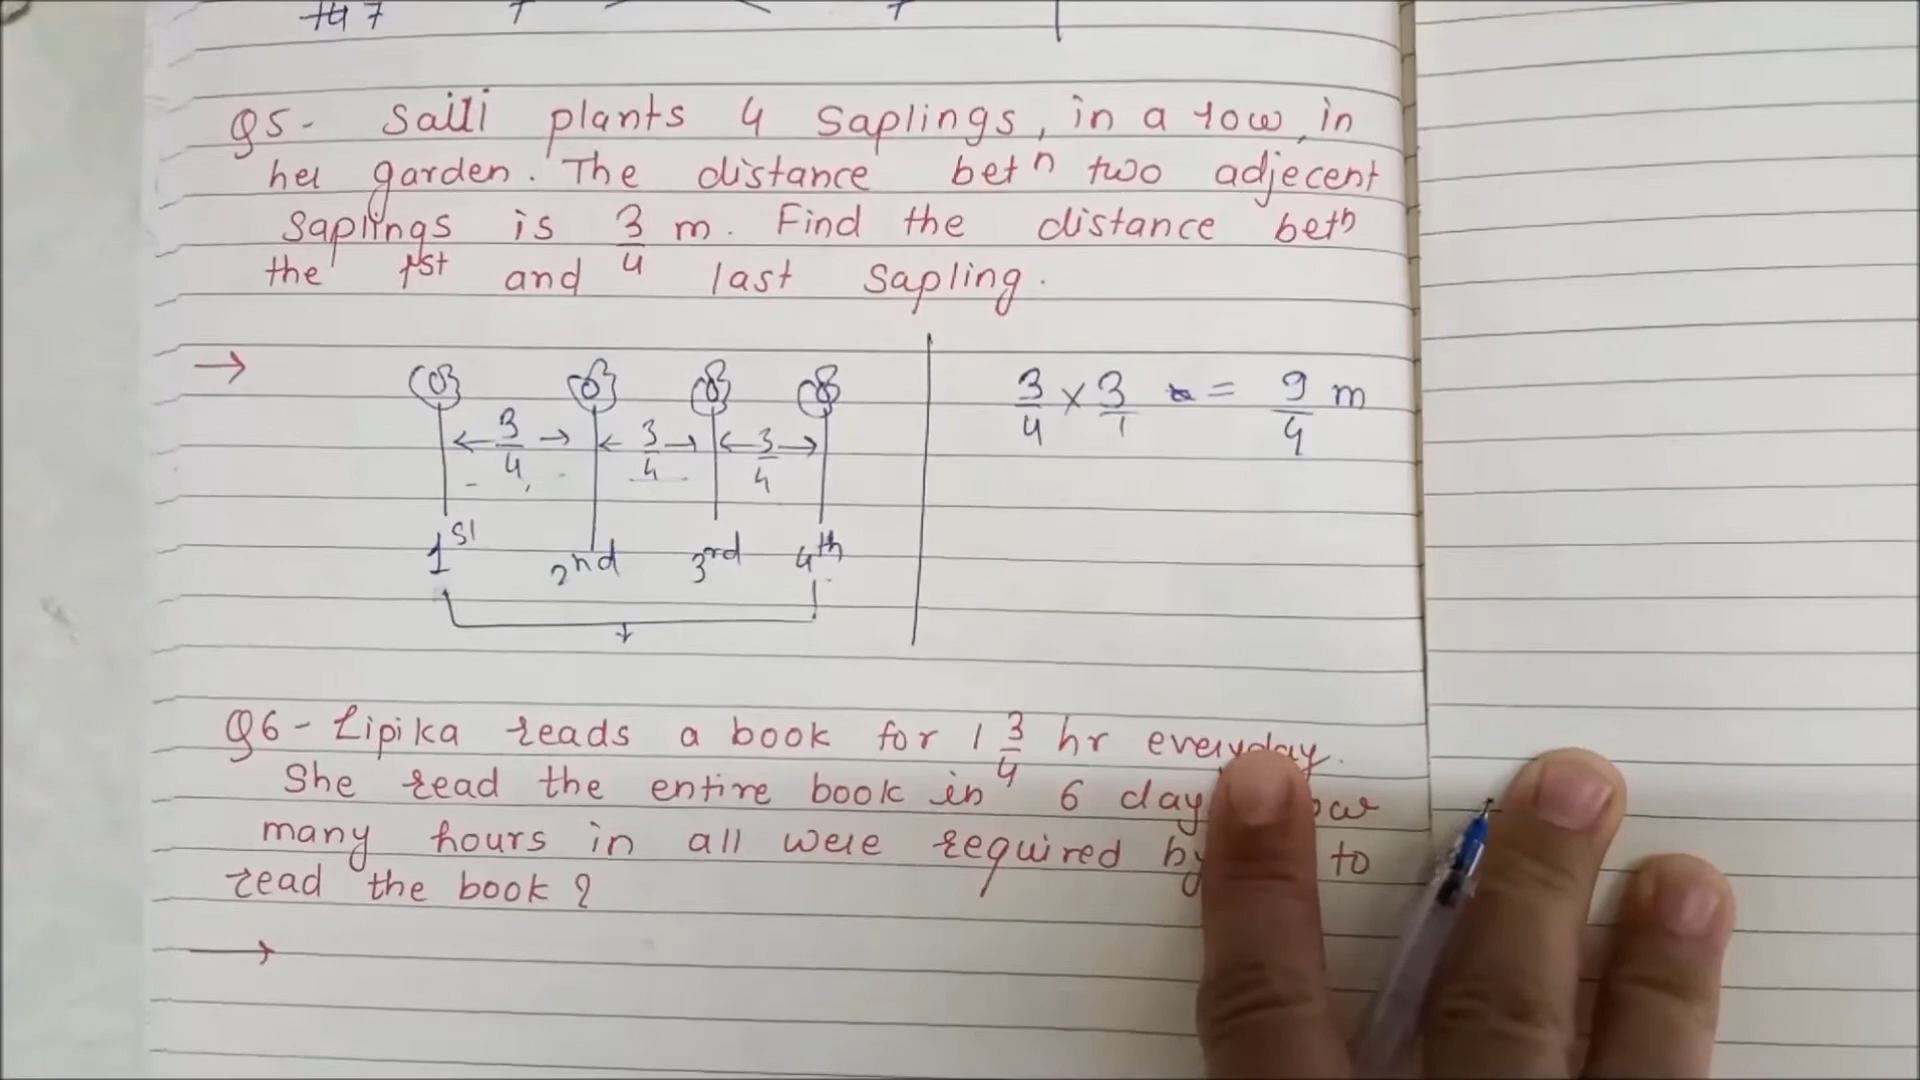 Q5- Saili plants 4 Saplings, in a row, in
her garden. The distance betn two adjecent
Saplings is 3/4 m. Find the distance betn
the 1st and last Sapling.
→
3/4 3/4 3/4
1st 2nd 3rd 4th
3/4 × 3/1 = 9/4 m
Q6- Lipika reads a book for 1 3/4 hr everyday.
She read the entire book in 6
many hours in all were required to
read the book ?
→